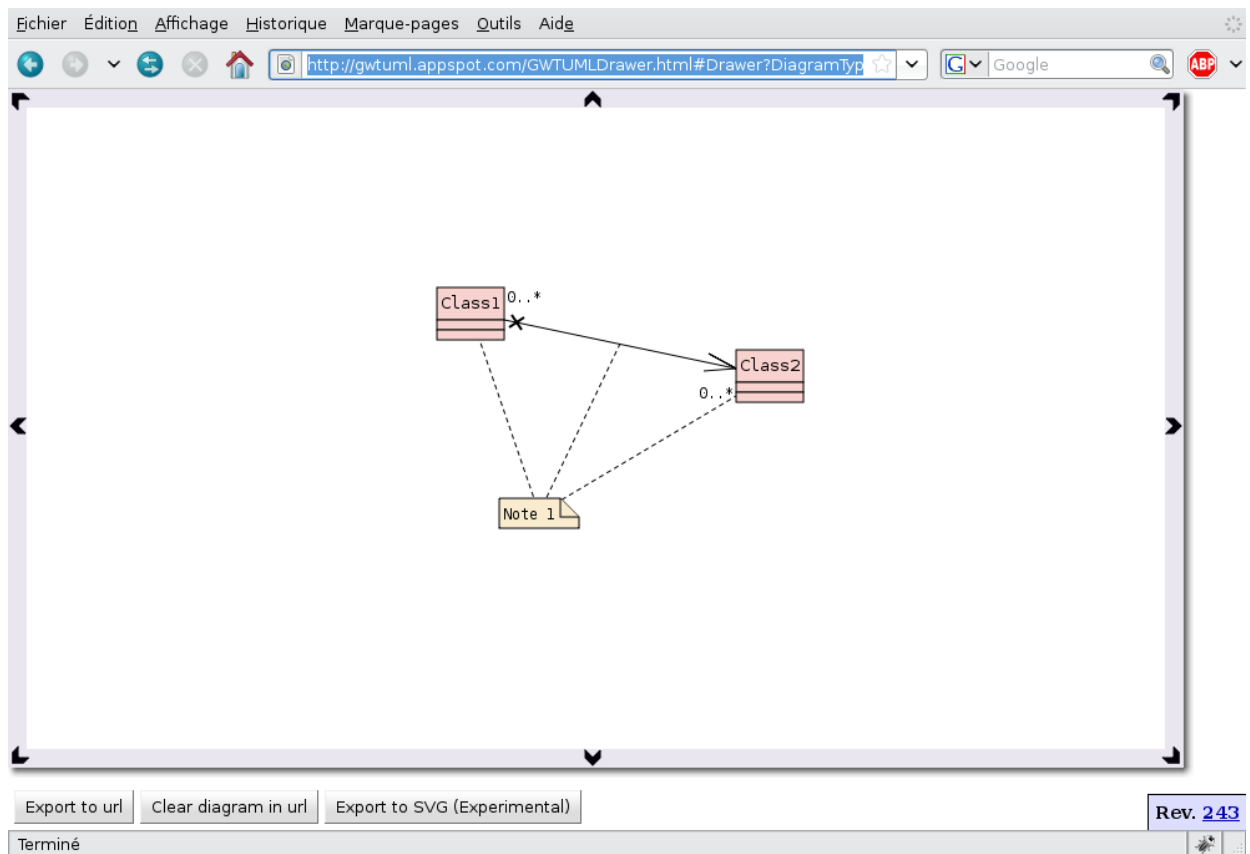 Fichier Édition Affichage Historique Marque-pages Outils Aide
http://gwtuml.appspot.com/GWTUMLDrawer.html#Drawer?DiagramTyp G Google ABP
Class1 0..*
Class2
0..*
Note 1
Export to url Clear diagram in url Export to SVG (Experimental)
Rev. 243
Terminé